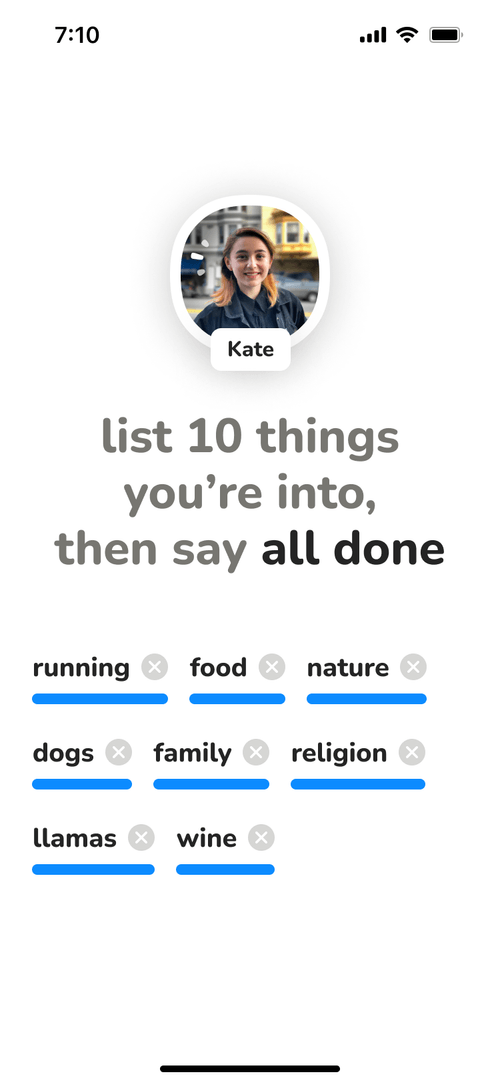 7:10
Kate
list 10 things
you’re into,
then say all done
running food nature
dogs family religion
llamas wine